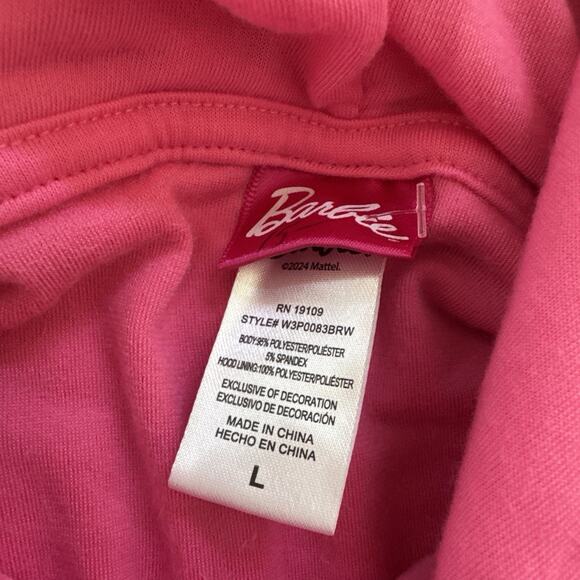 Barbie
©2024 Mattel.
RN 19109
STYLE# W3P0083BRW
BODY:95% POLYESTER/POLIÉSTER
5% SPANDEX
HOOD LINING:100% POLYESTER/POLIÉSTER
EXCLUSIVE OF DECORATION
EXCLUSIVO DE DECORACIÓN
MADE IN CHINA
HECHO EN CHINA
L